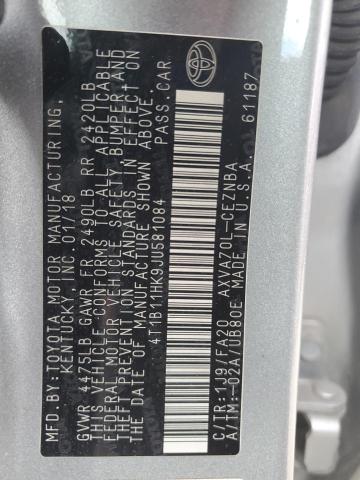 MFD. BY: TOYOTA MOTOR MANUFACTURING,
KENTUCKY, INC. 01/18
GVWR 4475LB GAWR FR 2490LB RR 2420LB
THIS VEHICLE CONFORMS TO ALL APPLICABLE
FEDERAL MOTOR VEHICLE SAFETY, BUMPER, AND
THEFT PREVENTION STANDARDS IN EFFECT ON
THE DATE OF MANUFACTURE SHOWN ABOVE.
4T1B11HK9JU581084 PASS. CAR
C/TR: 1J9/FA20 AXVA70L-CEZNBA
A/TM: -02A/UB80E MADE IN U.S.A.
61187